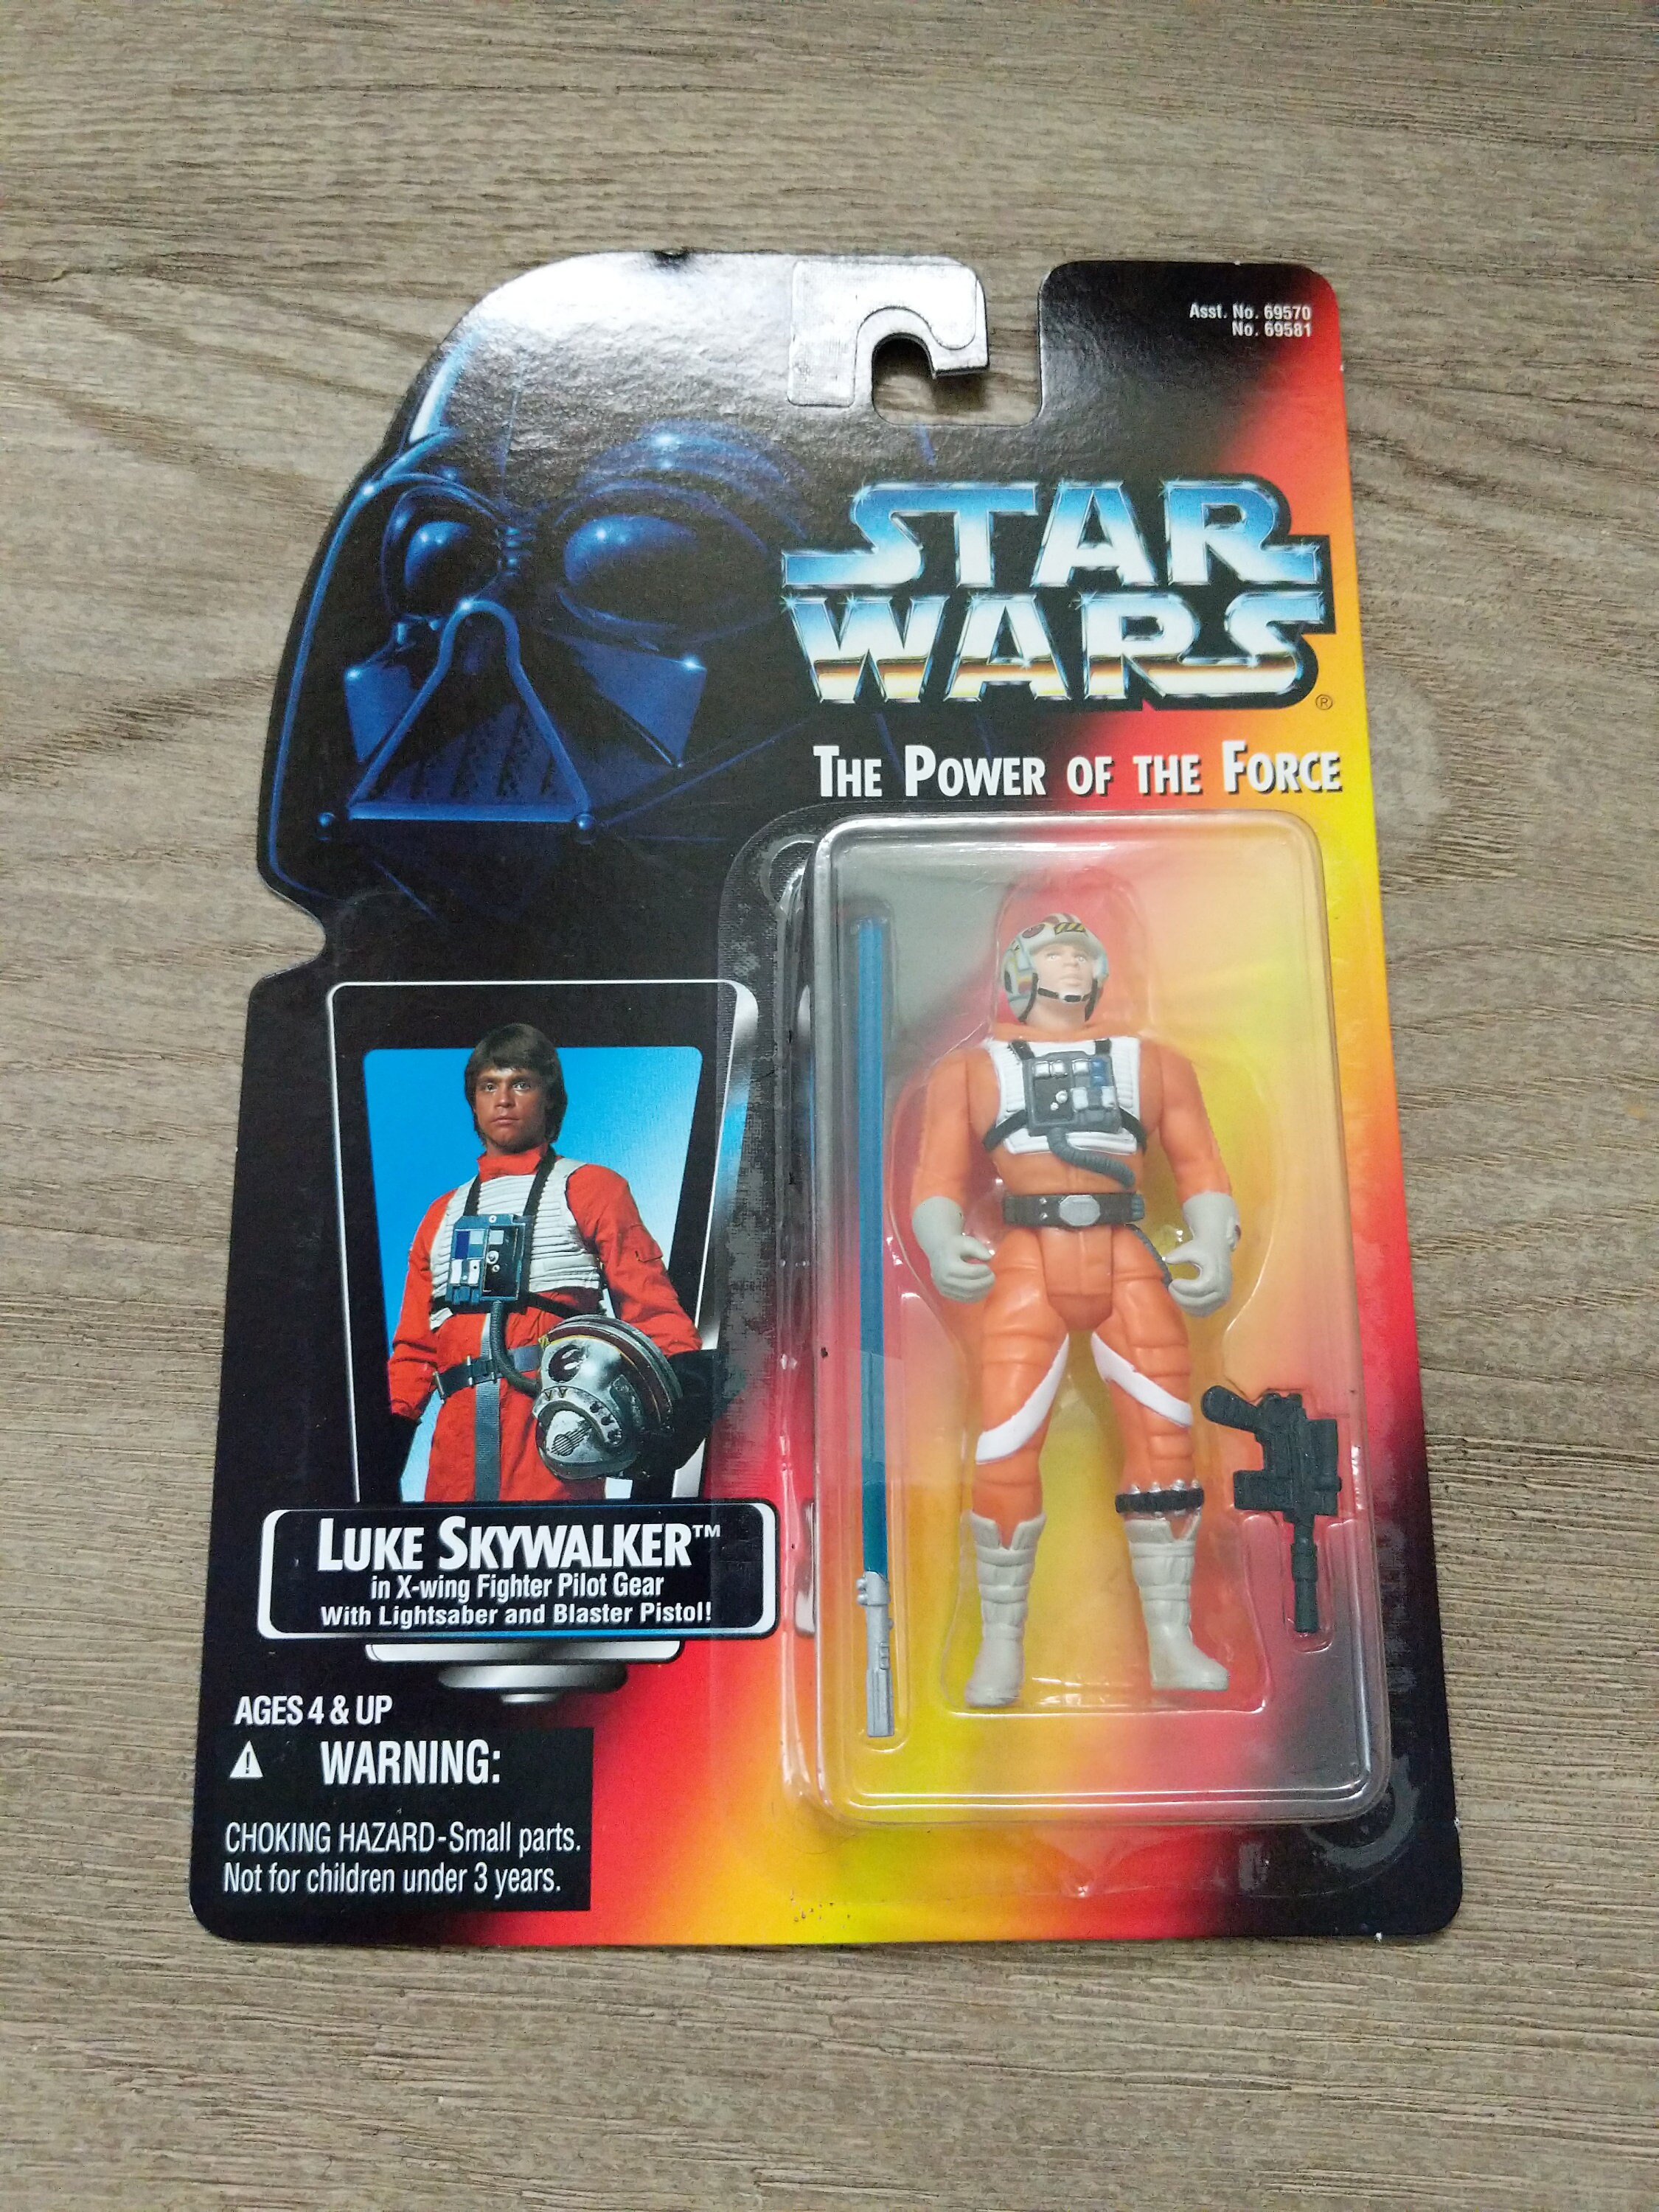 Asst. No. 69570
No. 69581
STAR
WARS®
THE POWER OF THE FORCE
LUKE SKYWALKER™
in X-wing Fighter Pilot Gear
With Lightsaber and Blaster Pistol!
AGES 4 & UP
WARNING:
CHOKING HAZARD-Small parts.
Not for children under 3 years.